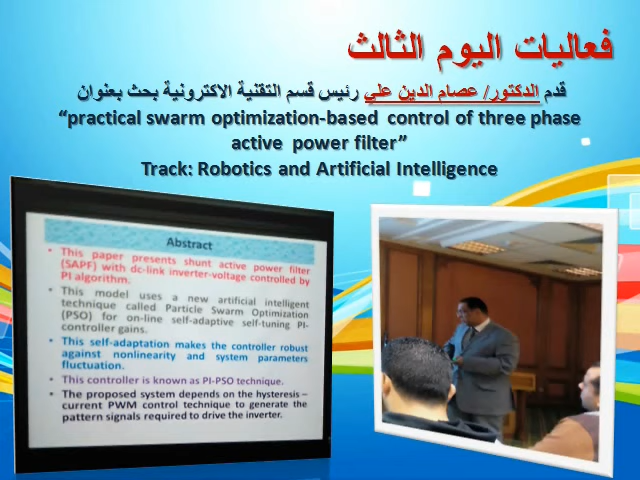 فعاليات اليوم الثالث
قدم الدكتور/ عصام الدين علي رئيس قسم التقنية الاكترونية بحث بعنوان
“practical swarm optimization-based control of three phase
active power filter”
Track: Robotics and Artificial Intelligence
Abstract
• This paper presents shunt active power filter
(SAPF) with dc-link inverter-voltage controlled by
PI algorithm.
• This model uses a new artificial intelligent
technique called Particle Swarm Optimization
(PSO) for on-line self-adaptive self-tuning PI-
controller gains.
• This self-adaptation makes the controller robust
against nonlinearity and system parameters
fluctuation.
• This controller is known as PI-PSO technique.
• The proposed system depends on the hysteresis –
current PWM control technique to generate the
pattern signals required to drive the inverter.